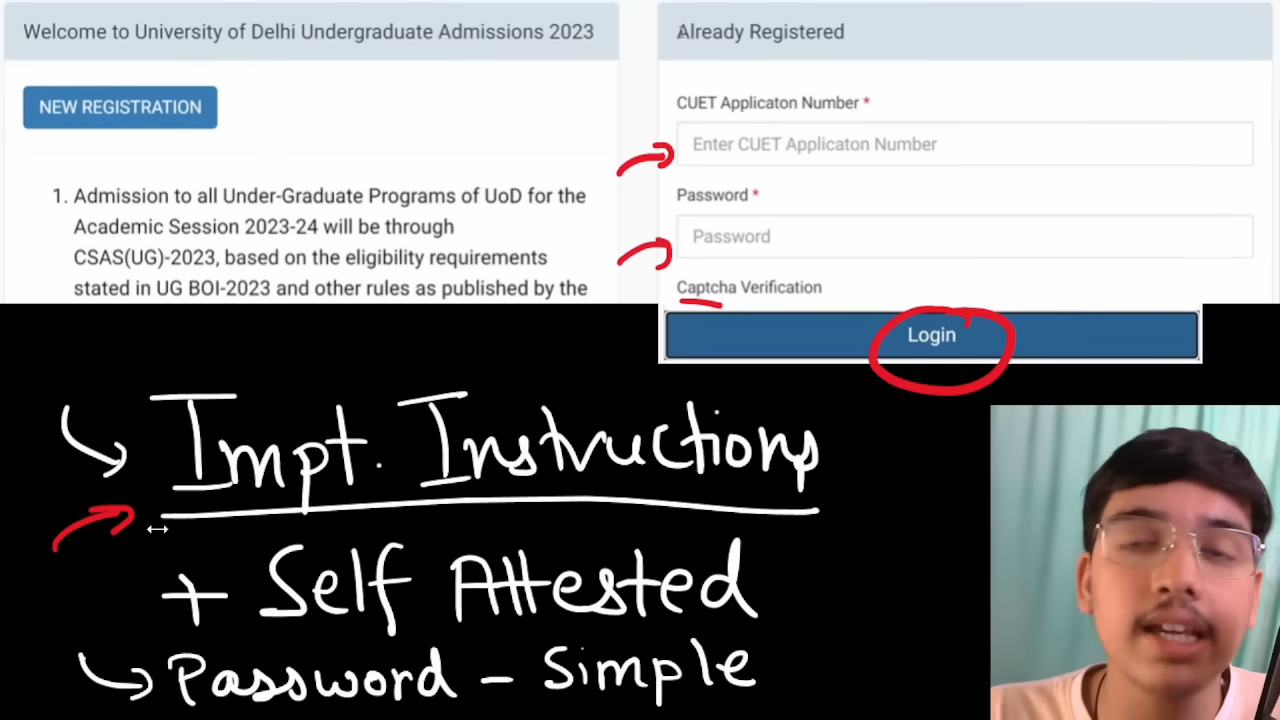 Welcome to University of Delhi Undergraduate Admissions 2023
NEW REGISTRATION
1. Admission to all Under-Graduate Programs of UoD for the
Academic Session 2023-24 will be through
CSAS(UG)-2023, based on the eligibility requirements
stated in UG BOI-2023 and other rules as published by the
Already Registered
CUET Applicaton Number *
Enter CUET Applicaton Number
Password *
Password
Captcha Verification
Login
Impt. Instructions
+ Self Attested
Password - Simple